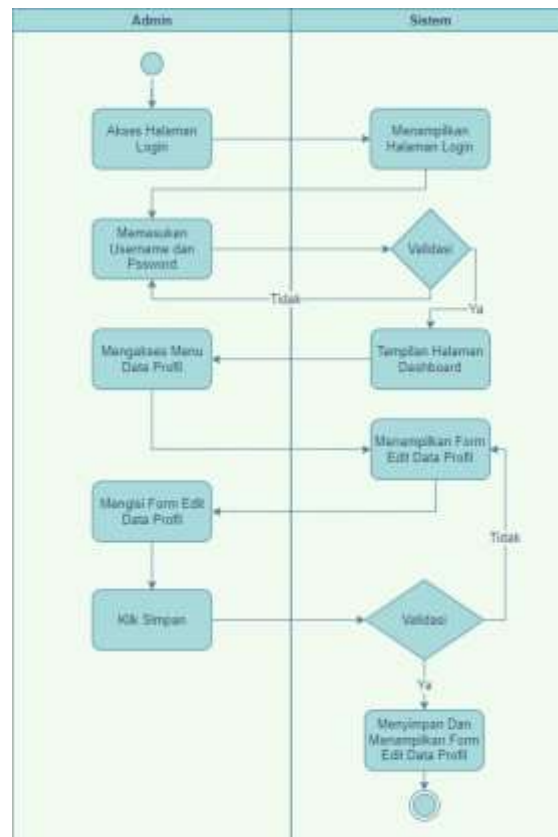 Admin
Sistem
Akses Halaman
Login
Menampilkan
Halaman Login
Memasukan
Username dan
Pssword
Validasi
Tidak
Ya
Mengakses Menu
Data Profil
Tampilan Halaman
Dashboard
Menampilkan Form
Edit Data Profil
Mengisi Form Edit
Data Profil
Tidak
Klik Simpan
Validasi
Ya
Menyimpan Dan
Menampilkan Form
Edit Data Profil